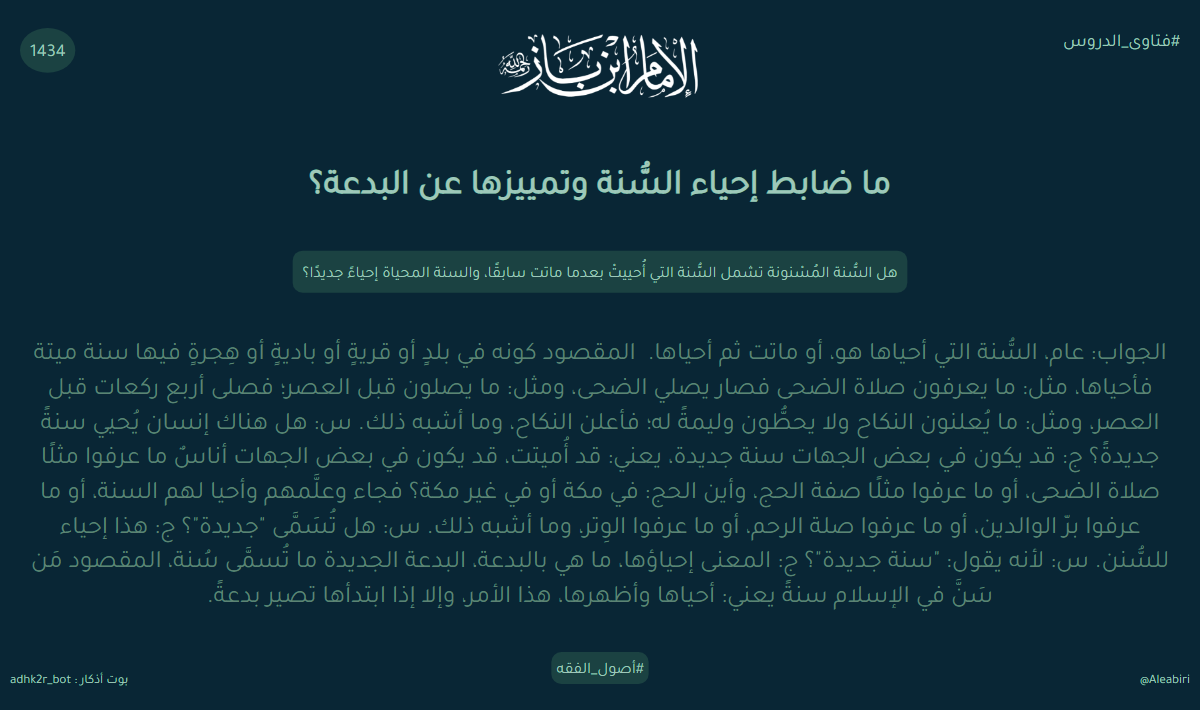 #فتاوى_الدروس
الإمام ابن باز رحمه الله
1434
ما ضابط إحياء السُّنة وتمييزها عن البدعة؟
هل السُّنة المُسْنونة تشمل السُّنة التي أُحييتْ بعدما ماتت سابقًا، والسنة المحياة إحياءً جديدًا؟
الجواب: عام، السُّنة التي أحياها هو، أو ماتت ثم أحياها. المقصود كونه في بلدٍ أو قريةٍ أو باديةٍ أو هِجرةٍ فيها سنة ميتة
فأحياها، مثل: ما يعرفون صلاة الضحى فصار يصلي الضحى، ومثل: ما يصلون قبل العصر؛ فصلى أربع ركعات قبل
العصر، ومثل: ما يُعلنون النكاح ولا يحطُّون وليمةً له؛ فأعلن النكاح، وما أشبه ذلك. س: هل هناك إنسان يُحيي سنةً
جديدةً؟ ج: قد يكون في بعض الجهات سنة جديدة، يعني: قد أُميتت، قد يكون في بعض الجهات أناسٌ ما عرفوا مثلًا
صلاة الضحى، أو ما عرفوا مثلًا صفة الحج، وأين الحج: في مكة أو في غير مكة؟ فجاء وعلَّمهم وأحيا لهم السنة، أو ما
عرفوا برّ الوالدين، أو ما عرفوا صلة الرحم، أو ما عرفوا الوِتر، وما أشبه ذلك. س: هل تُسَمَّى "جديدة"؟ ج: هذا إحياء
للسُّنن. س: لأنه يقول: "سنة جديدة"؟ ج: المعنى إحياؤها، ما هي بالبدعة، البدعة الجديدة ما تُسمَّى سُنة، المقصود مَن
سَنَّ في الإسلام سنةً يعني: أحياها وأظهرها، هذا الأمر، وإلا إذا ابتدأها تصير بدعةً.
#أصول_الفقه
@Aleabiri
بوت أذكار : adhk2r_bot